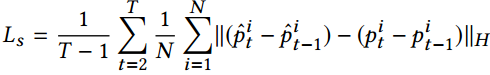 L_s = \frac{1}{T-1} \sum_{t=2}^{T} \frac{1}{N} \sum_{i=1}^{N} ||(\hat{p}_t^i - \hat{p}_{t-1}^i) - (p_t^i - p_{t-1}^i)||_H